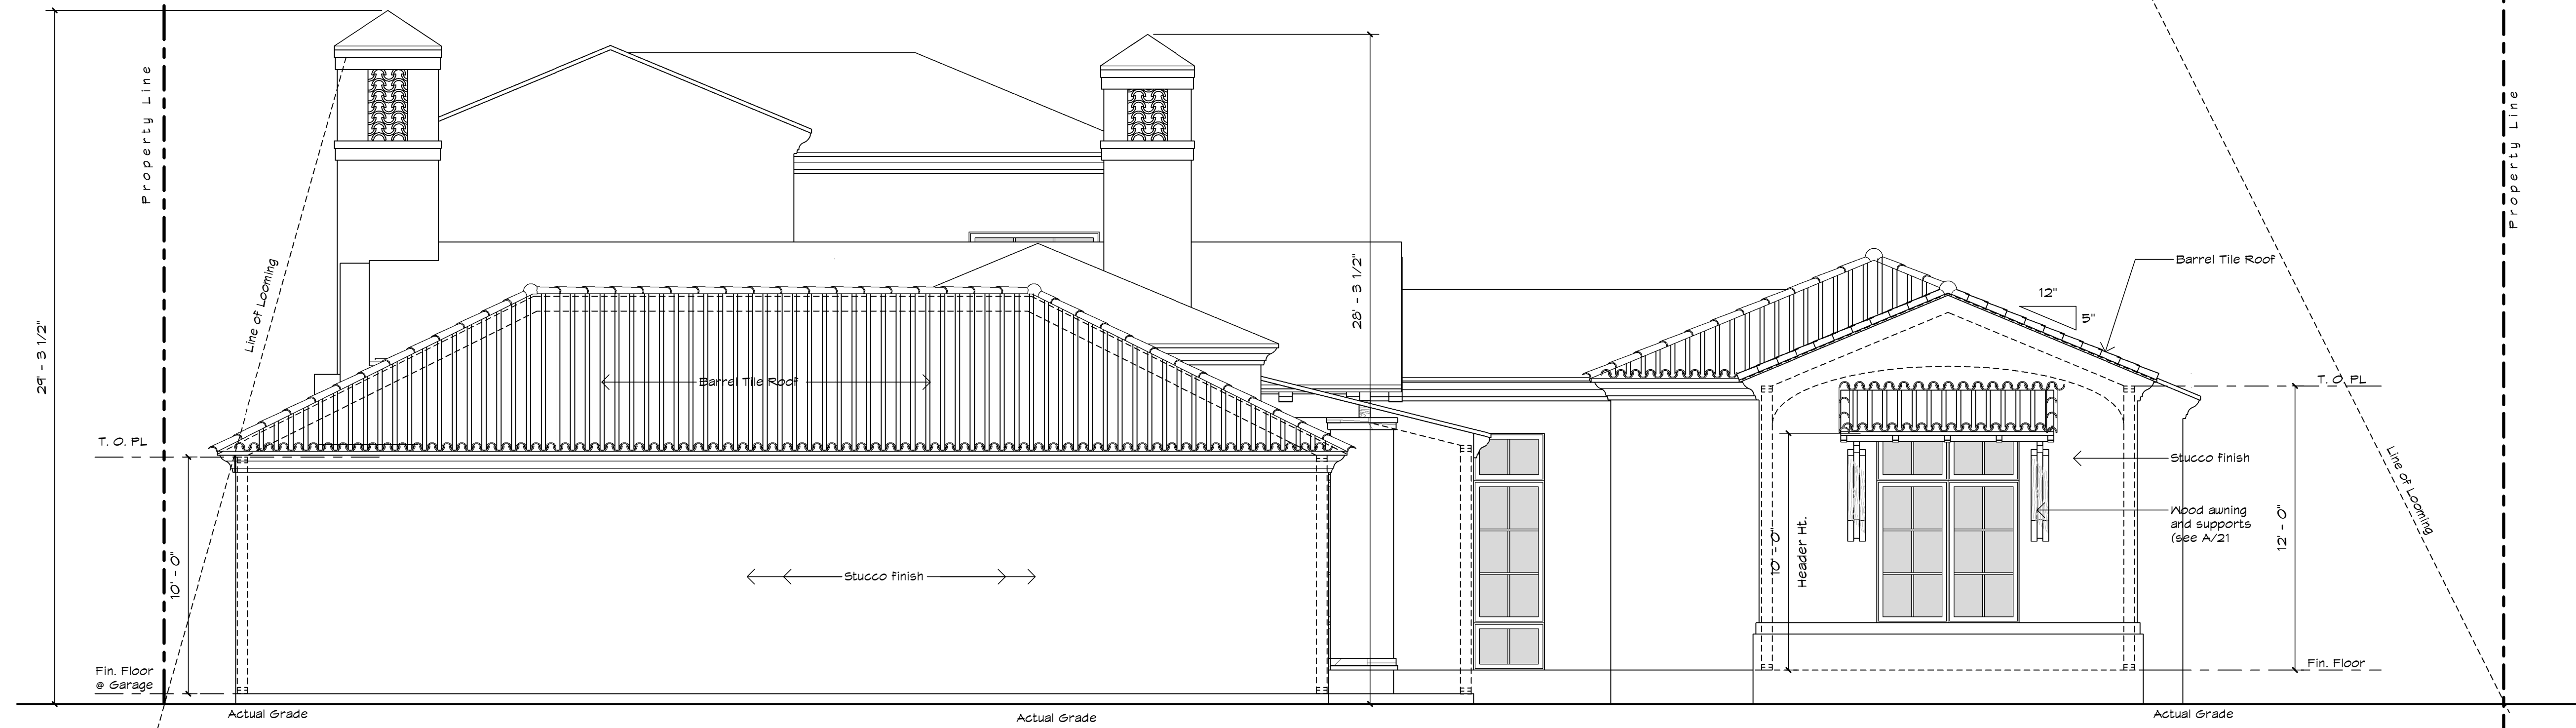 Property Line
Property Line
Line of Looming
29' - 3 1/2"
28' - 3 1/2"
Barrel Tile Roof
12"
5"
Barrel Tile Roof
T. O. PL
T. O. PL
Stucco finish
Line of Looming
Wood awning
and supports
(see A/21
10' - 0"
10' - 0"
Header Ht.
12' - 0"
Stucco finish
Fin. Floor
@ Garage
Fin. Floor
Actual Grade
Actual Grade
Actual Grade